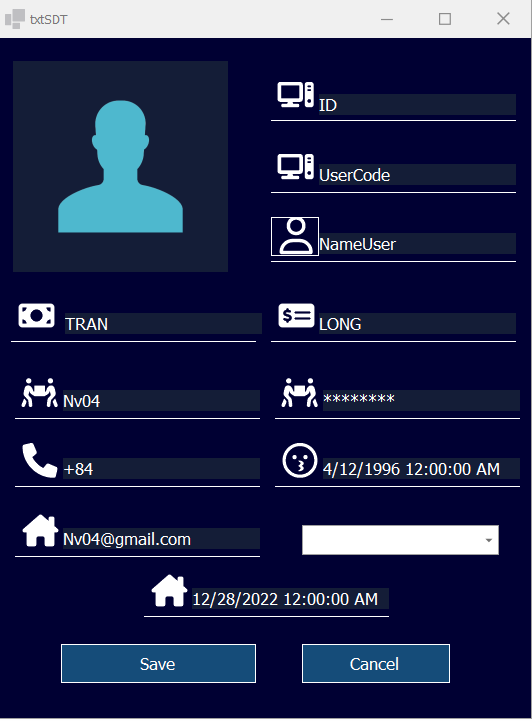 txtSDT
ID
UserCode
NameUser
TRAN
LONG
Nv04
********
+84
4/12/1996 12:00:00 AM
Nv04@gmail.com
12/28/2022 12:00:00 AM
Save
Cancel